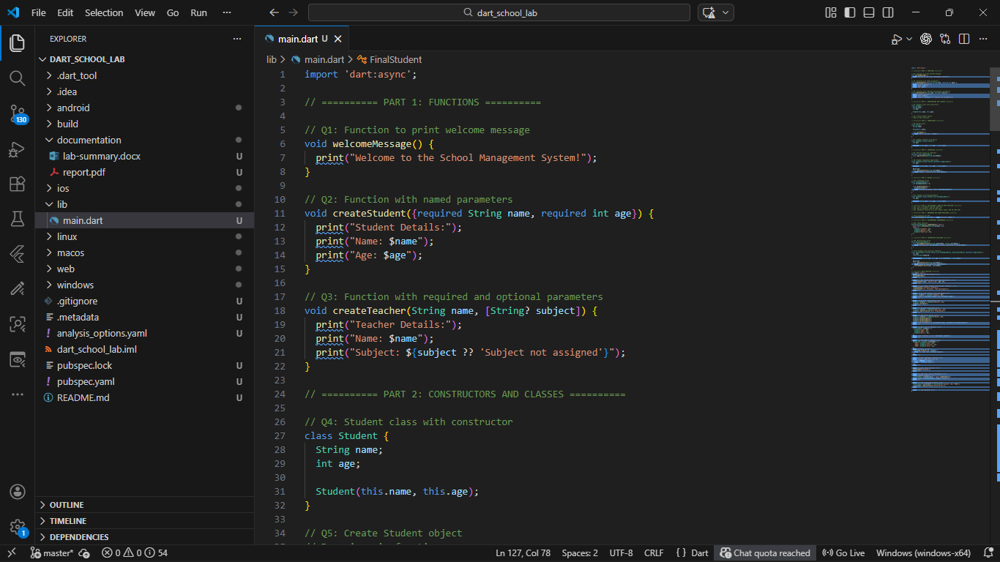 File Edit Selection View Go Run ···
dart_school_lab
EXPLORER ···
DART_SCHOOL_LAB
.dart_tool
.idea
android
build
documentation
lab-summary.docx U
report.pdf U
ios
lib
main.dart U
linux
macos
web
windows
.gitignore U
.metadata U
analysis_options.yaml U
dart_school_lab.iml
pubspec.lock U
pubspec.yaml U
README.md U
OUTLINE
TIMELINE
DEPENDENCIES
130
1
main.dart U
lib > main.dart > FinalStudent
1 import 'dart:async';
2
3 // ========== PART 1: FUNCTIONS ==========
4
5 // Q1: Function to print welcome message
6 void welcomeMessage() {
7 print("Welcome to the School Management System!");
8 }
9
10 // Q2: Function with named parameters
11 void createStudent({required String name, required int age}) {
12 print("Student Details:");
13 print("Name: $name");
14 print("Age: $age");
15 }
16
17 // Q3: Function with required and optional parameters
18 void createTeacher(String name, [String? subject]) {
19 print("Teacher Details:");
20 print("Name: $name");
21 print("Subject: ${subject ?? 'Subject not assigned'}");
22 }
23
24 // ========== PART 2: CONSTRUCTORS AND CLASSES ==========
25
26 // Q4: Student class with constructor
27 class Student {
28 String name;
29 int age;
30
31 Student(this.name, this.age);
32 }
33
34 // Q5: Create Student object
master* 0 0 54
Ln 127, Col 78 Spaces: 2 UTF-8 CRLF { } Dart Chat quota reached Go Live Windows (windows-x64)